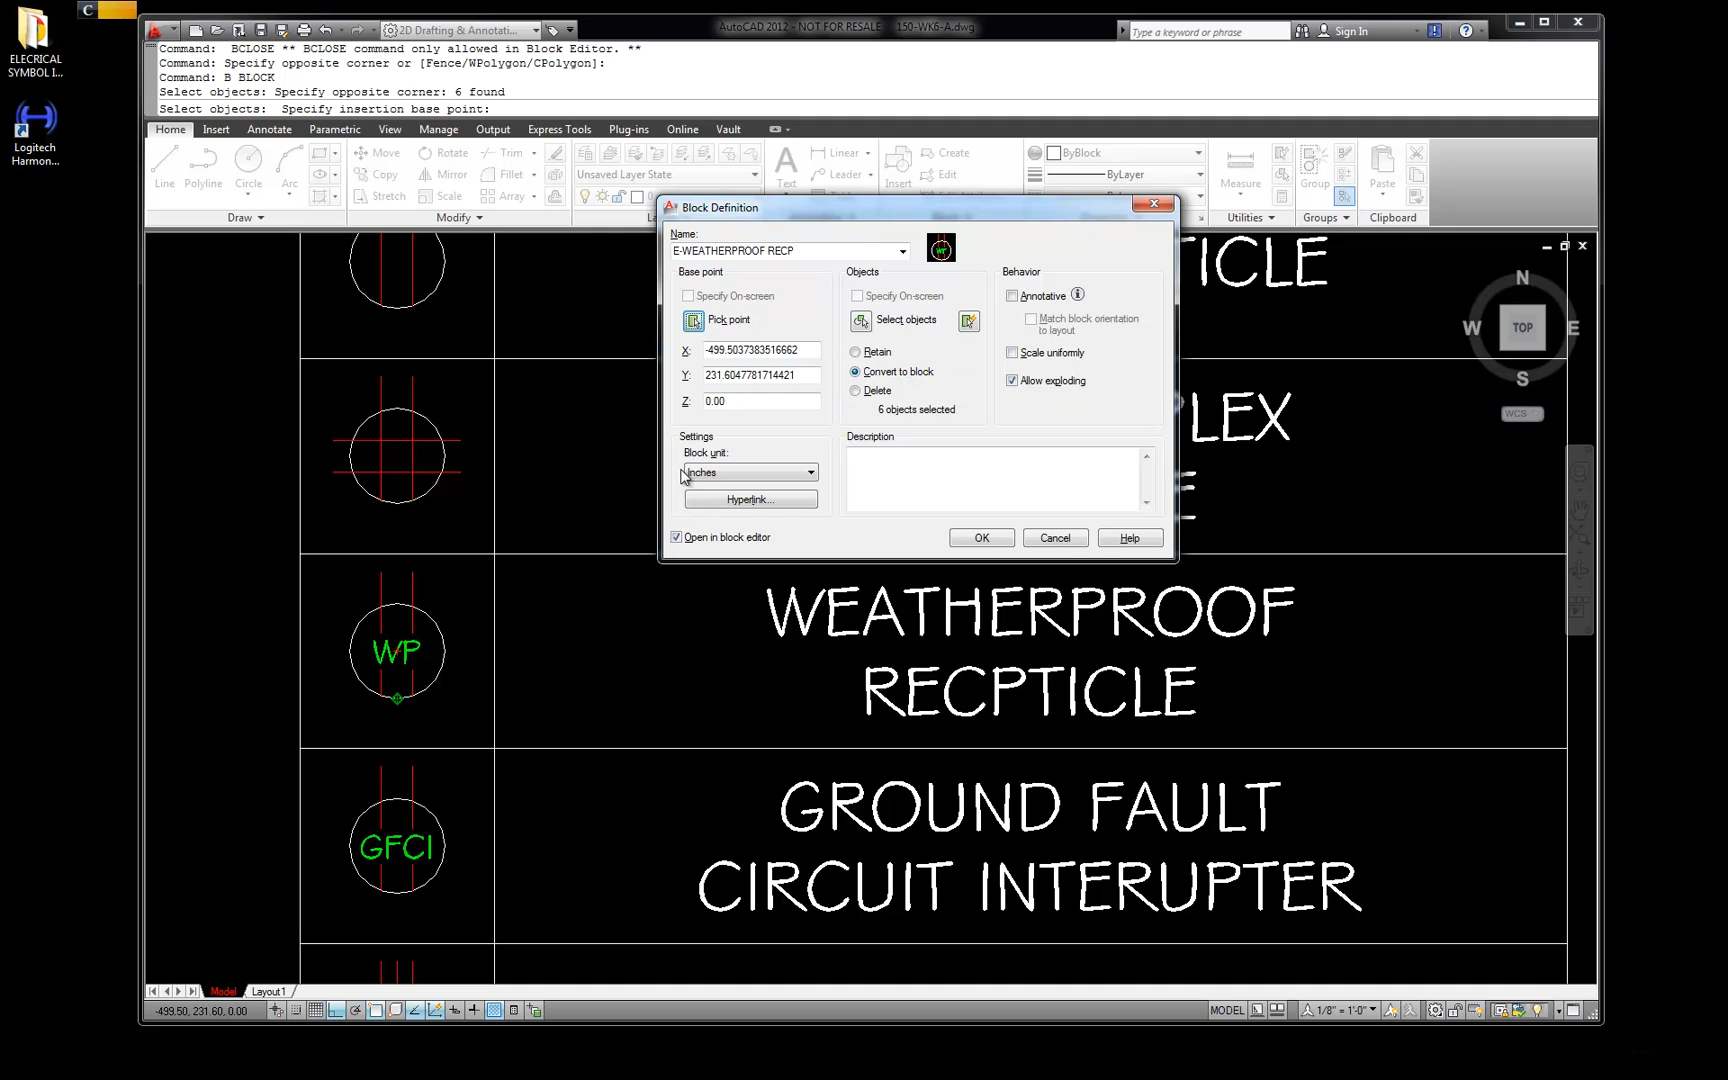 ELECRICAL
SYMBOL I...
Logitech
Harmon...
C
2D Drafting & Annotati...
AutoCAD 2012 - NOT FOR RESALE 150-WK6-A.dwg
Type a keyword or phrase
Sign In
Command: BCLOSE ** BCLOSE command only allowed in Block Editor. **
Command: Specify opposite corner or [Fence/WPolygon/CPolygon]:
Command: B BLOCK
Select objects: Specify opposite corner: 6 found
Select objects: Specify insertion base point:
Home Insert Annotate Parametric View Manage Output Express Tools Plug-ins Online Vault
Line Polyline Circle Arc
Move Rotate Trim
Copy Mirror Fillet
Stretch Scale Array
Unsaved Layer State
Text
Linear
Leader
Insert
Create
Edit
ByBlock
ByLayer
Measure
Group
Paste
Draw Modify Utilities Groups Clipboard
Block Definition
Name:
E-WEATHERPROOF RECP
Base point
Specify On-screen
Pick point
X: -499.5037383516662
Y: 231.6047781714421
Z: 0.00
Objects
Specify On-screen
Select objects
Retain
Convert to block
Delete
6 objects selected
Behavior
Annotative
Match block orientation
to layout
Scale uniformly
Allow exploding
Settings
Block unit:
Inches
Hyperlink...
Description
Open in block editor
OK Cancel Help
TICLE
PLEX
WP
WEATHERPROOF
RECPTICLE
GFCI
GROUND FAULT
CIRCUIT INTERUPTER
N
W TOP E
S
WCS
Model Layout1
-499.50, 231.60, 0.00
MODEL
1/8" = 1'-0"